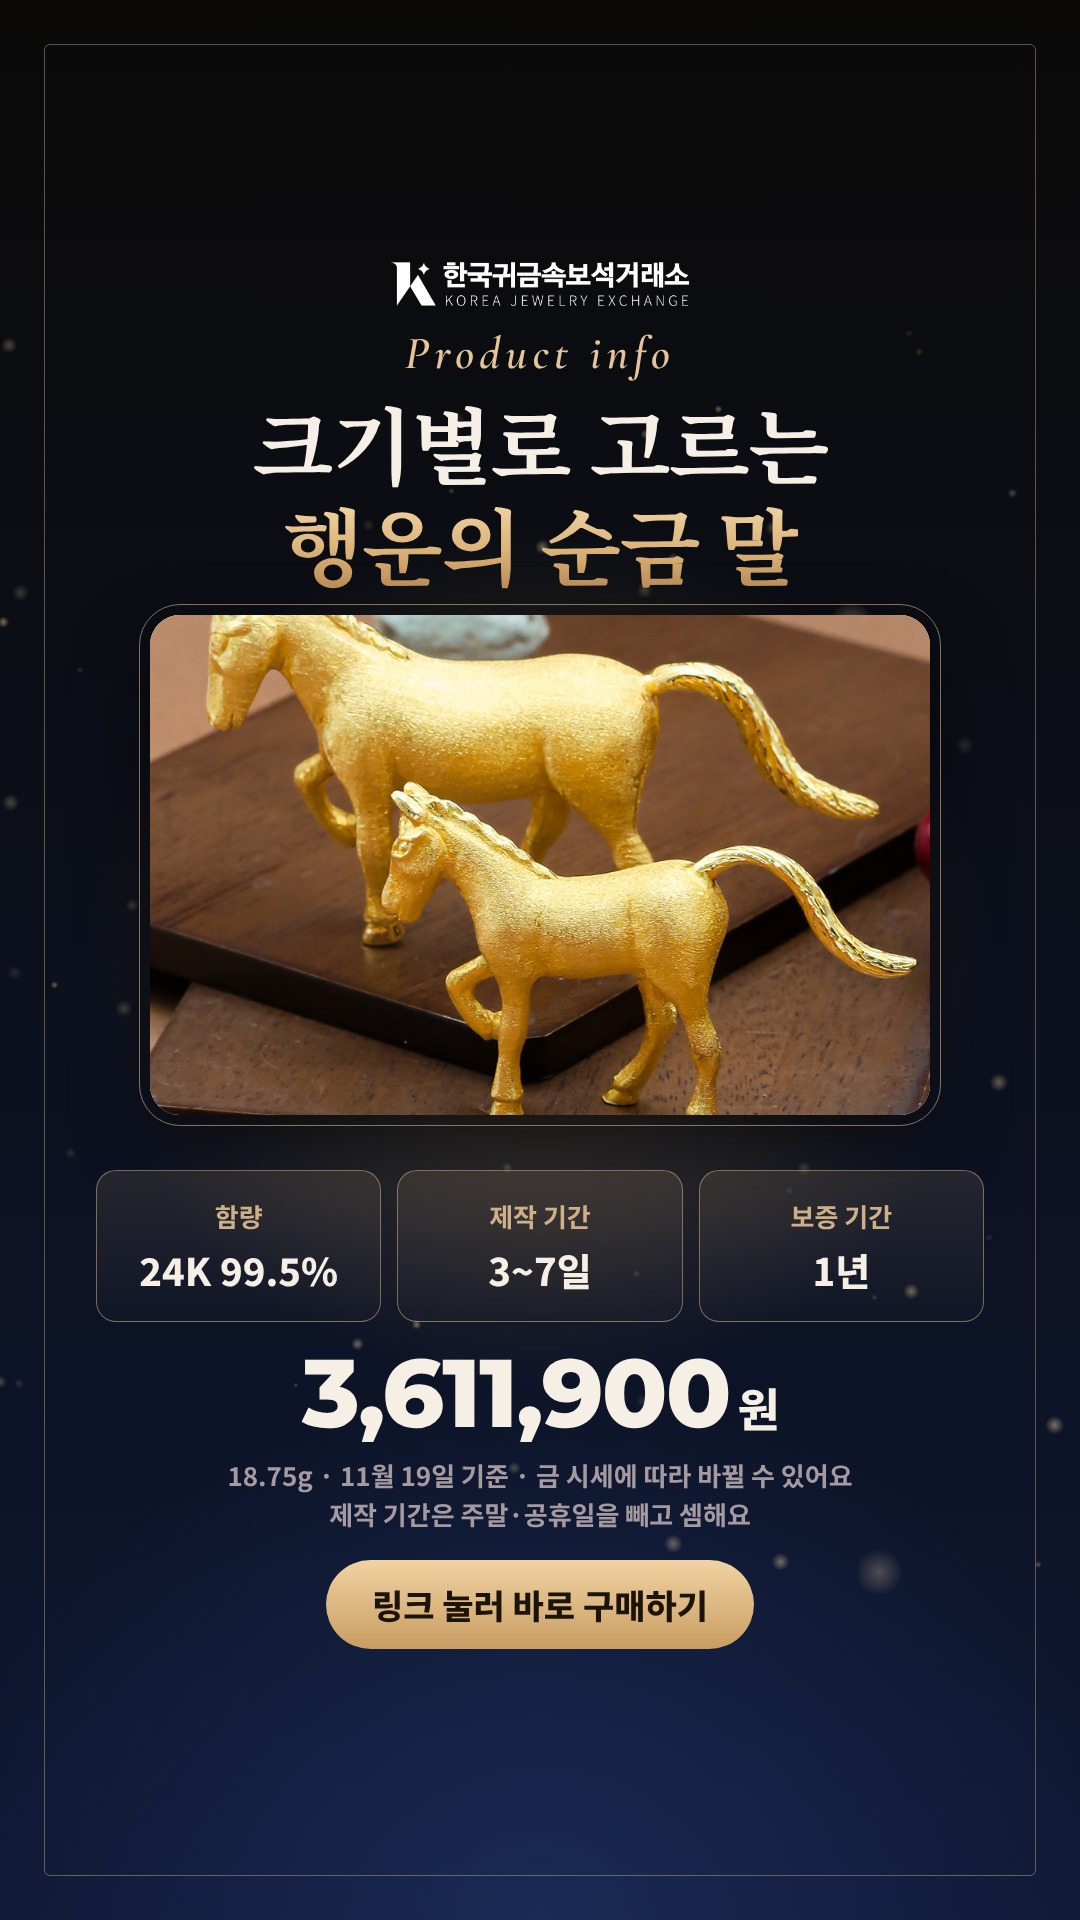 한국귀금속보석거래소
KOREA JEWELRY EXCHANGE
Product info
크기별로 고르는
행운의 순금 말
함량
24K 99.5%
제작 기간
3~7일
보증 기간
1년
3,611,900원
18.75g · 11월 19일 기준 · 금 시세에 따라 바뀔 수 있어요
제작 기간은 주말·공휴일을 빼고 셈해요
링크 눌러 바로 구매하기